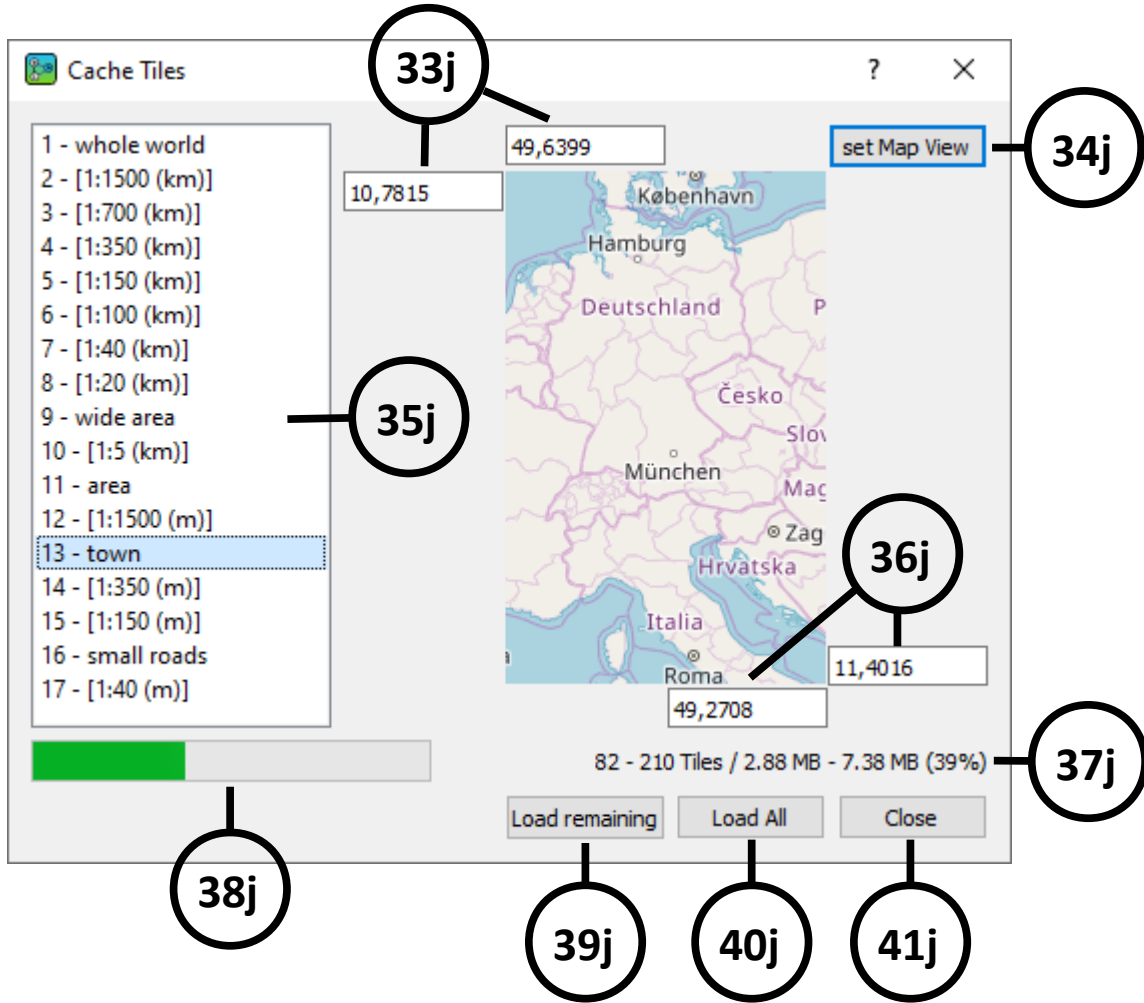 33j
Cache Tiles
?
34j
1 - whole world
2 - [1:1500 (km)]
3 - [1:700 (km)]
4 - [1:350 (km)]
5 - [1:150 (km)]
6 - [1:100 (km)]
7 - [1:40 (km)]
8 - [1:20 (km)]
9 - wide area
10 - [1:5 (km)]
11 - area
12 - [1:1500 (m)]
13 - town
14 - [1:350 (m)]
15 - [1:150 (m)]
16 - small roads
17 - [1:40 (m)]
35j
49,6399
10,7815
set Map View
København
Hamburg
Deutschland
P
Česko
Slov
München
Mag
Zag
Hrvatska
Italia
a
Roma
36j
11,4016
49,2708
82 - 210 Tiles / 2.88 MB - 7.38 MB (39%)
37j
Load remaining
Load All
Close
38j
39j
40j
41j